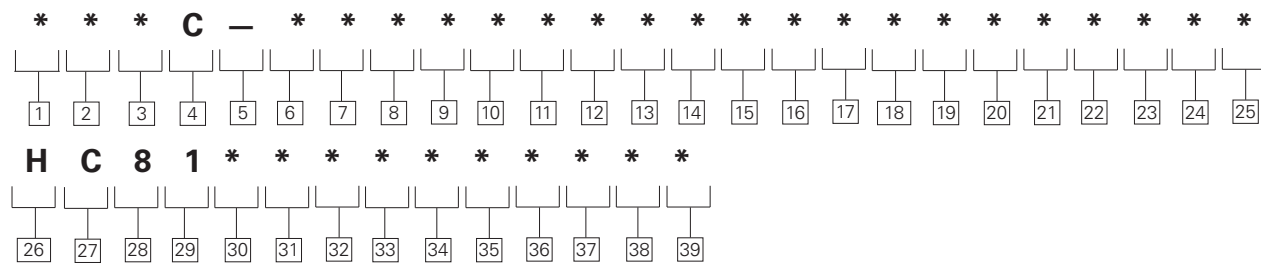 * * * C — * * * * * * * * * * * * * * * * * * * *
1 2 3 4 5 6 7 8 9 10 11 12 13 14 15 16 17 18 19 20 21 22 23 24 25
H C 8 1 * * * * * * * * * *
26 27 28 29 30 31 32 33 34 35 36 37 38 39